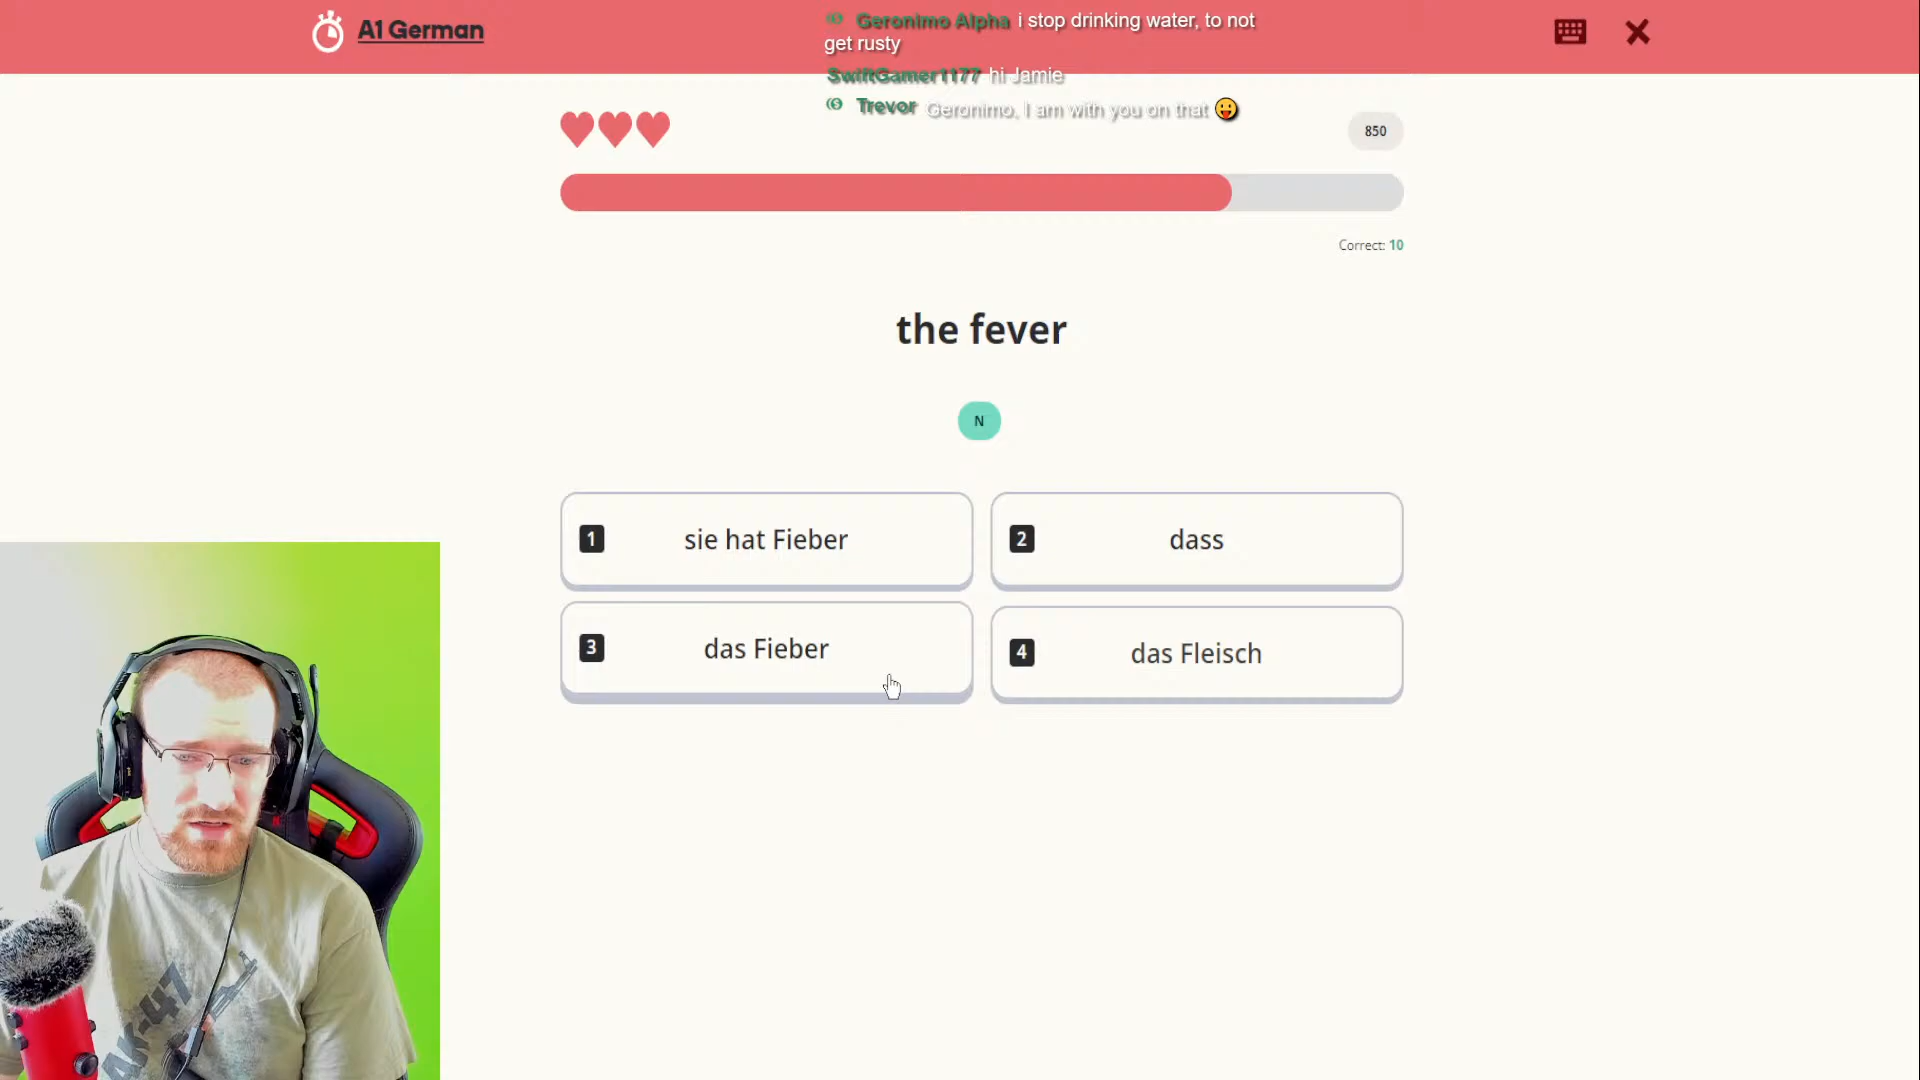 A1 German
Geronimo Alpha i stop drinking water, to not
get rusty
SwiftGamer1177 hi Jamie
Trevor Geronimo, I am with you on that 😛
850
Correct: 10
the fever
N
1 sie hat Fieber
2 dass
3 das Fieber
4 das Fleisch
AK-47